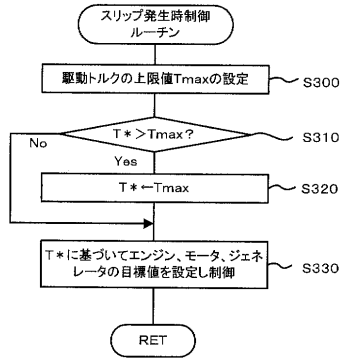 スリップ発生時制御
ルーチン
駆動トルクの上限値Tmaxの設定
S300
T*>Tmax?
S310
No
Yes
T*←Tmax
S320
T*に基づいてエンジン、モータ、ジェネ
レータの目標値を設定し制御
S330
RET